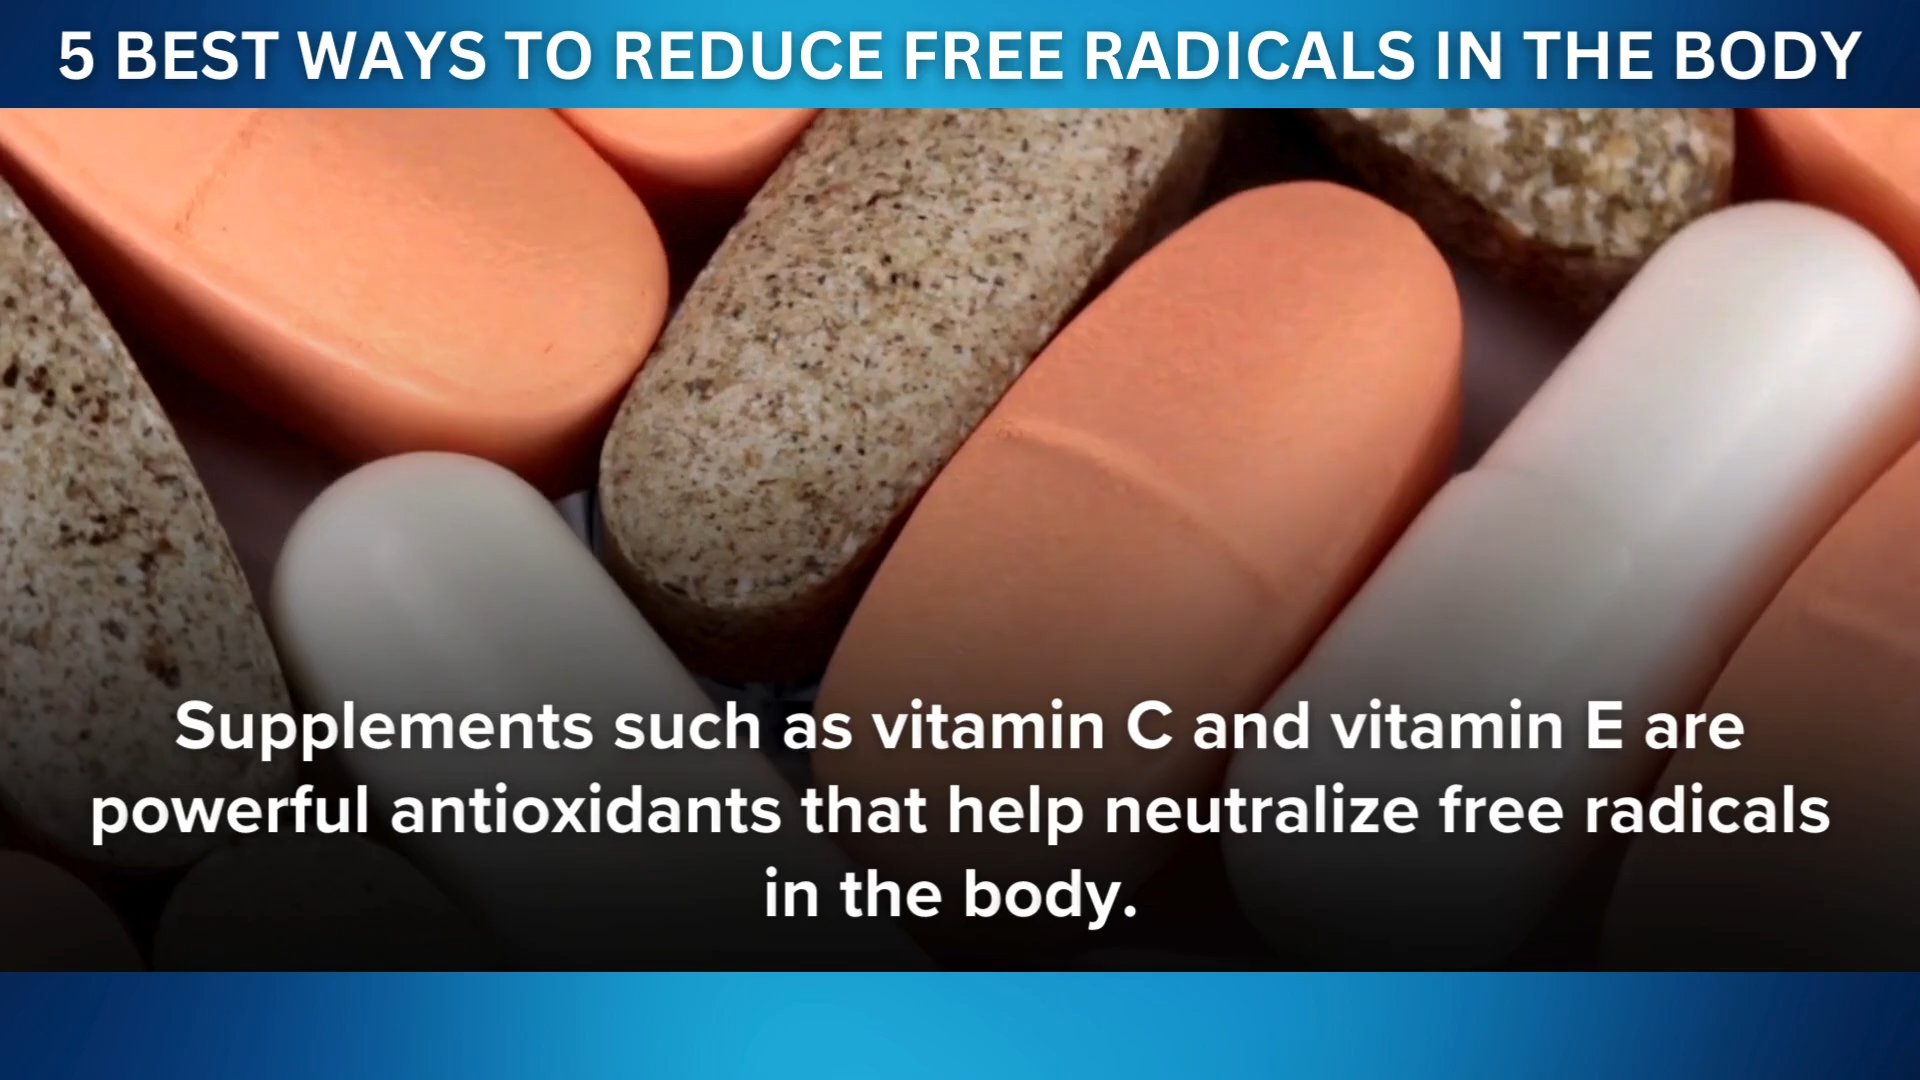 5 BEST WAYS TO REDUCE FREE RADICALS IN THE BODY
Supplements such as vitamin C and vitamin E are
powerful antioxidants that help neutralize free radicals
in the body.